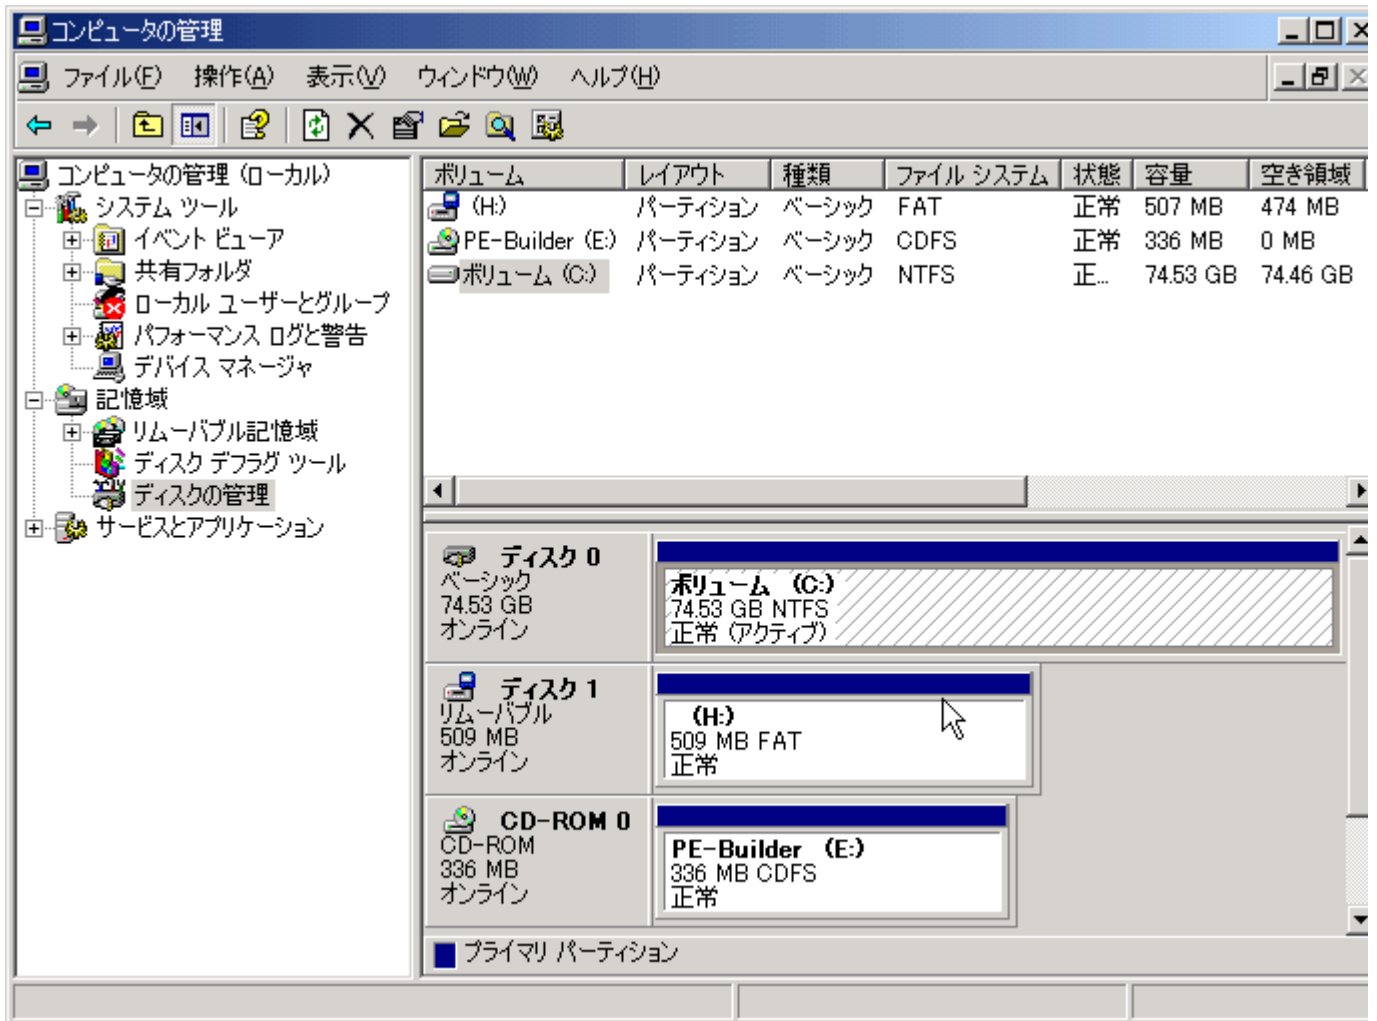 コンピュータの管理
ファイル(F) 操作(A) 表示(V) ウィンドウ(W) ヘルプ(H)
コンピュータの管理 (ローカル)
システム ツール
イベント ビューア
共有フォルダ
ローカル ユーザーとグループ
パフォーマンス ログと警告
デバイス マネージャ
記憶域
リムーバブル記憶域
ディスク デフラグ ツール
ディスクの管理
サービスとアプリケーション
ボリューム レイアウト 種類 ファイル システム 状態 容量 空き領域
(H:) パーティション ベーシック FAT 正常 507 MB 474 MB
PE-Builder (E:) パーティション ベーシック CDFS 正常 336 MB 0 MB
ボリューム (C:) パーティション ベーシック NTFS 正... 74.53 GB 74.46 GB
ディスク 0
ベーシック
74.53 GB
オンライン
ボリューム (C:)
74.53 GB NTFS
正常 (アクティブ)
ディスク 1
リムーバブル
509 MB
オンライン
(H:)
509 MB FAT
正常
CD-ROM 0
CD-ROM
336 MB
オンライン
PE-Builder (E:)
336 MB CDFS
正常
プライマリ パーティション